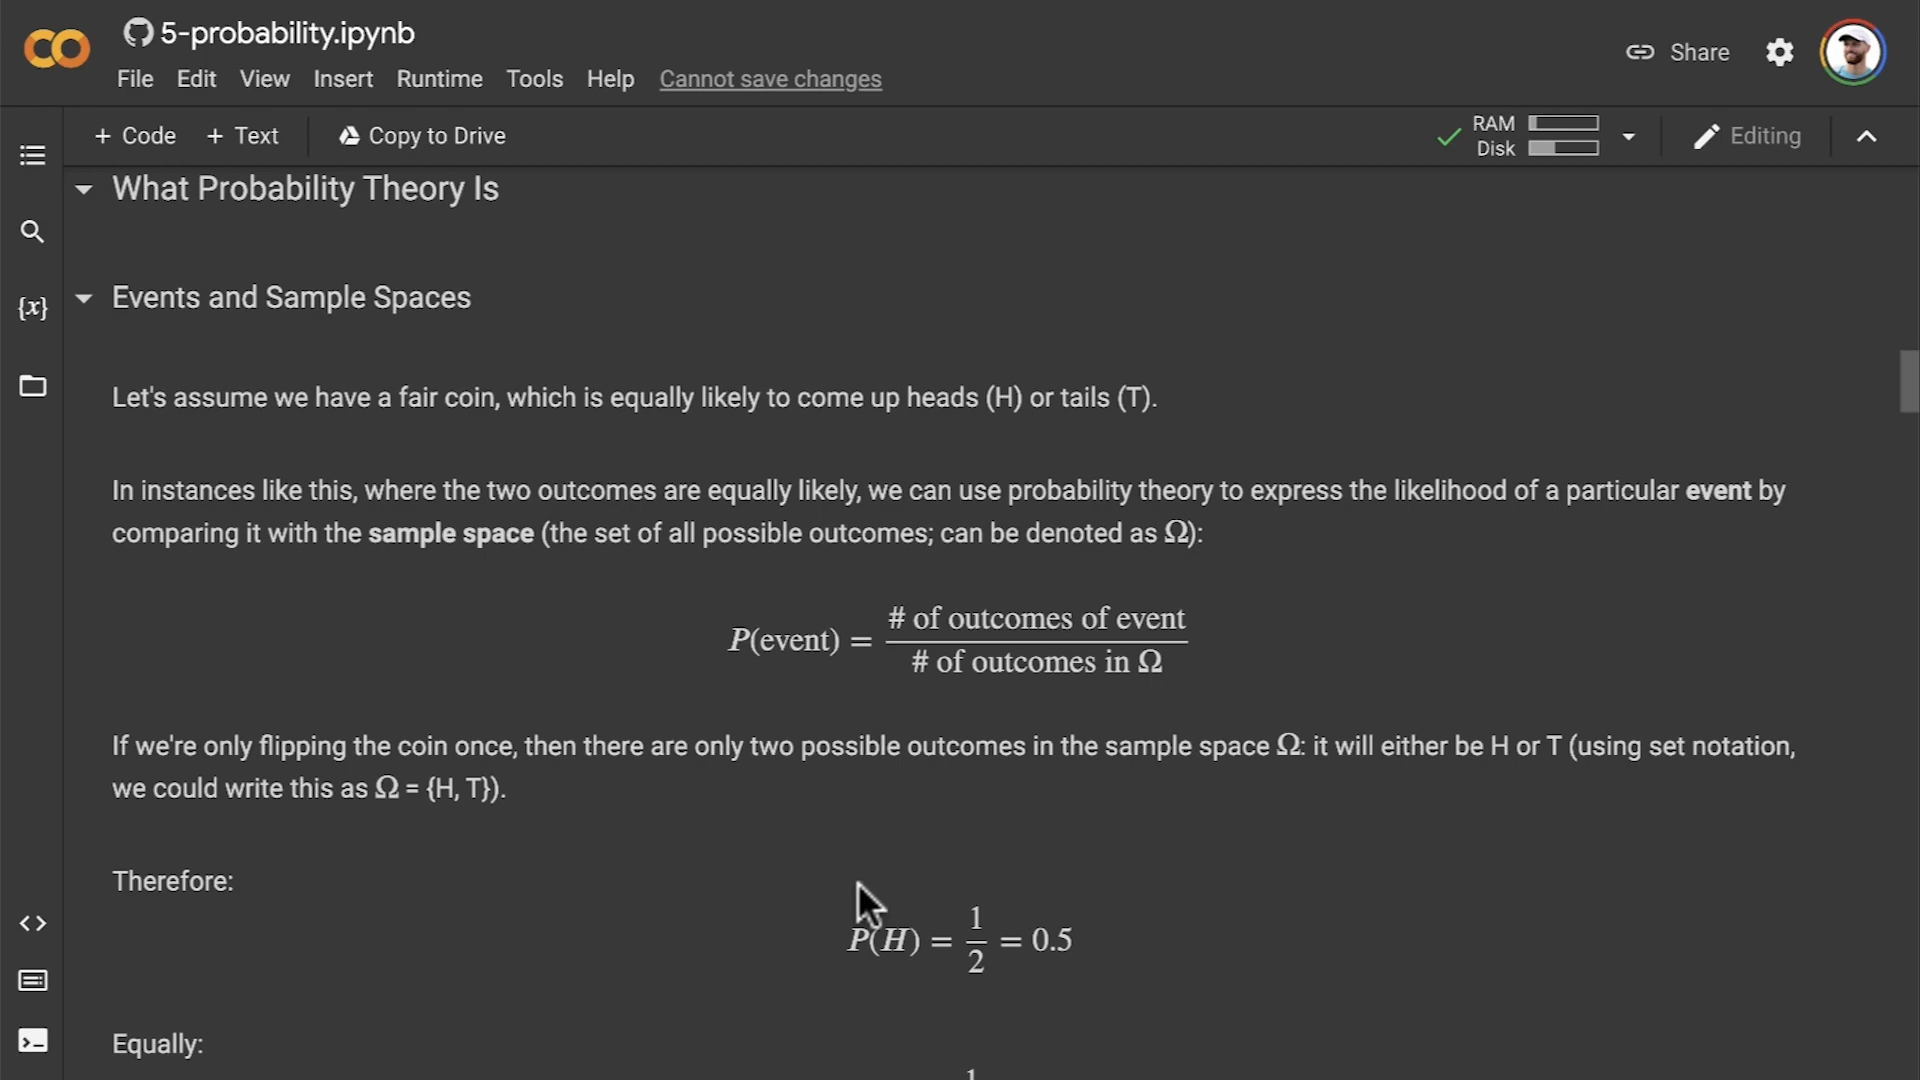 5-probability.ipynb
File Edit View Insert Runtime Tools Help Cannot save changes
Share
+ Code + Text Copy to Drive
RAM
Disk
Editing
What Probability Theory Is
{x}
Events and Sample Spaces
Let's assume we have a fair coin, which is equally likely to come up heads (H) or tails (T).
In instances like this, where the two outcomes are equally likely, we can use probability theory to express the likelihood of a particular event by
comparing it with the sample space (the set of all possible outcomes; can be denoted as Ω):
P(event) = # of outcomes of event / # of outcomes in Ω
If we're only flipping the coin once, then there are only two possible outcomes in the sample space Ω: it will either be H or T (using set notation,
we could write this as Ω = {H, T}).
Therefore:
P(H) = 1/2 = 0.5
Equally:
1